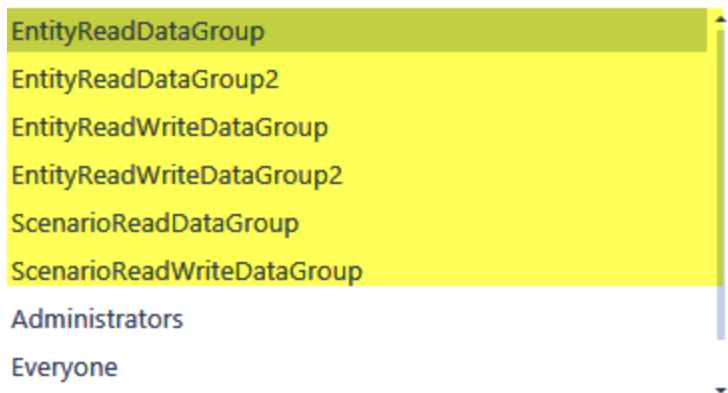 EntityReadDataGroup
EntityReadDataGroup2
EntityReadWriteDataGroup
EntityReadWriteDataGroup2
ScenarioReadDataGroup
ScenarioReadWriteDataGroup
Administrators
Everyone